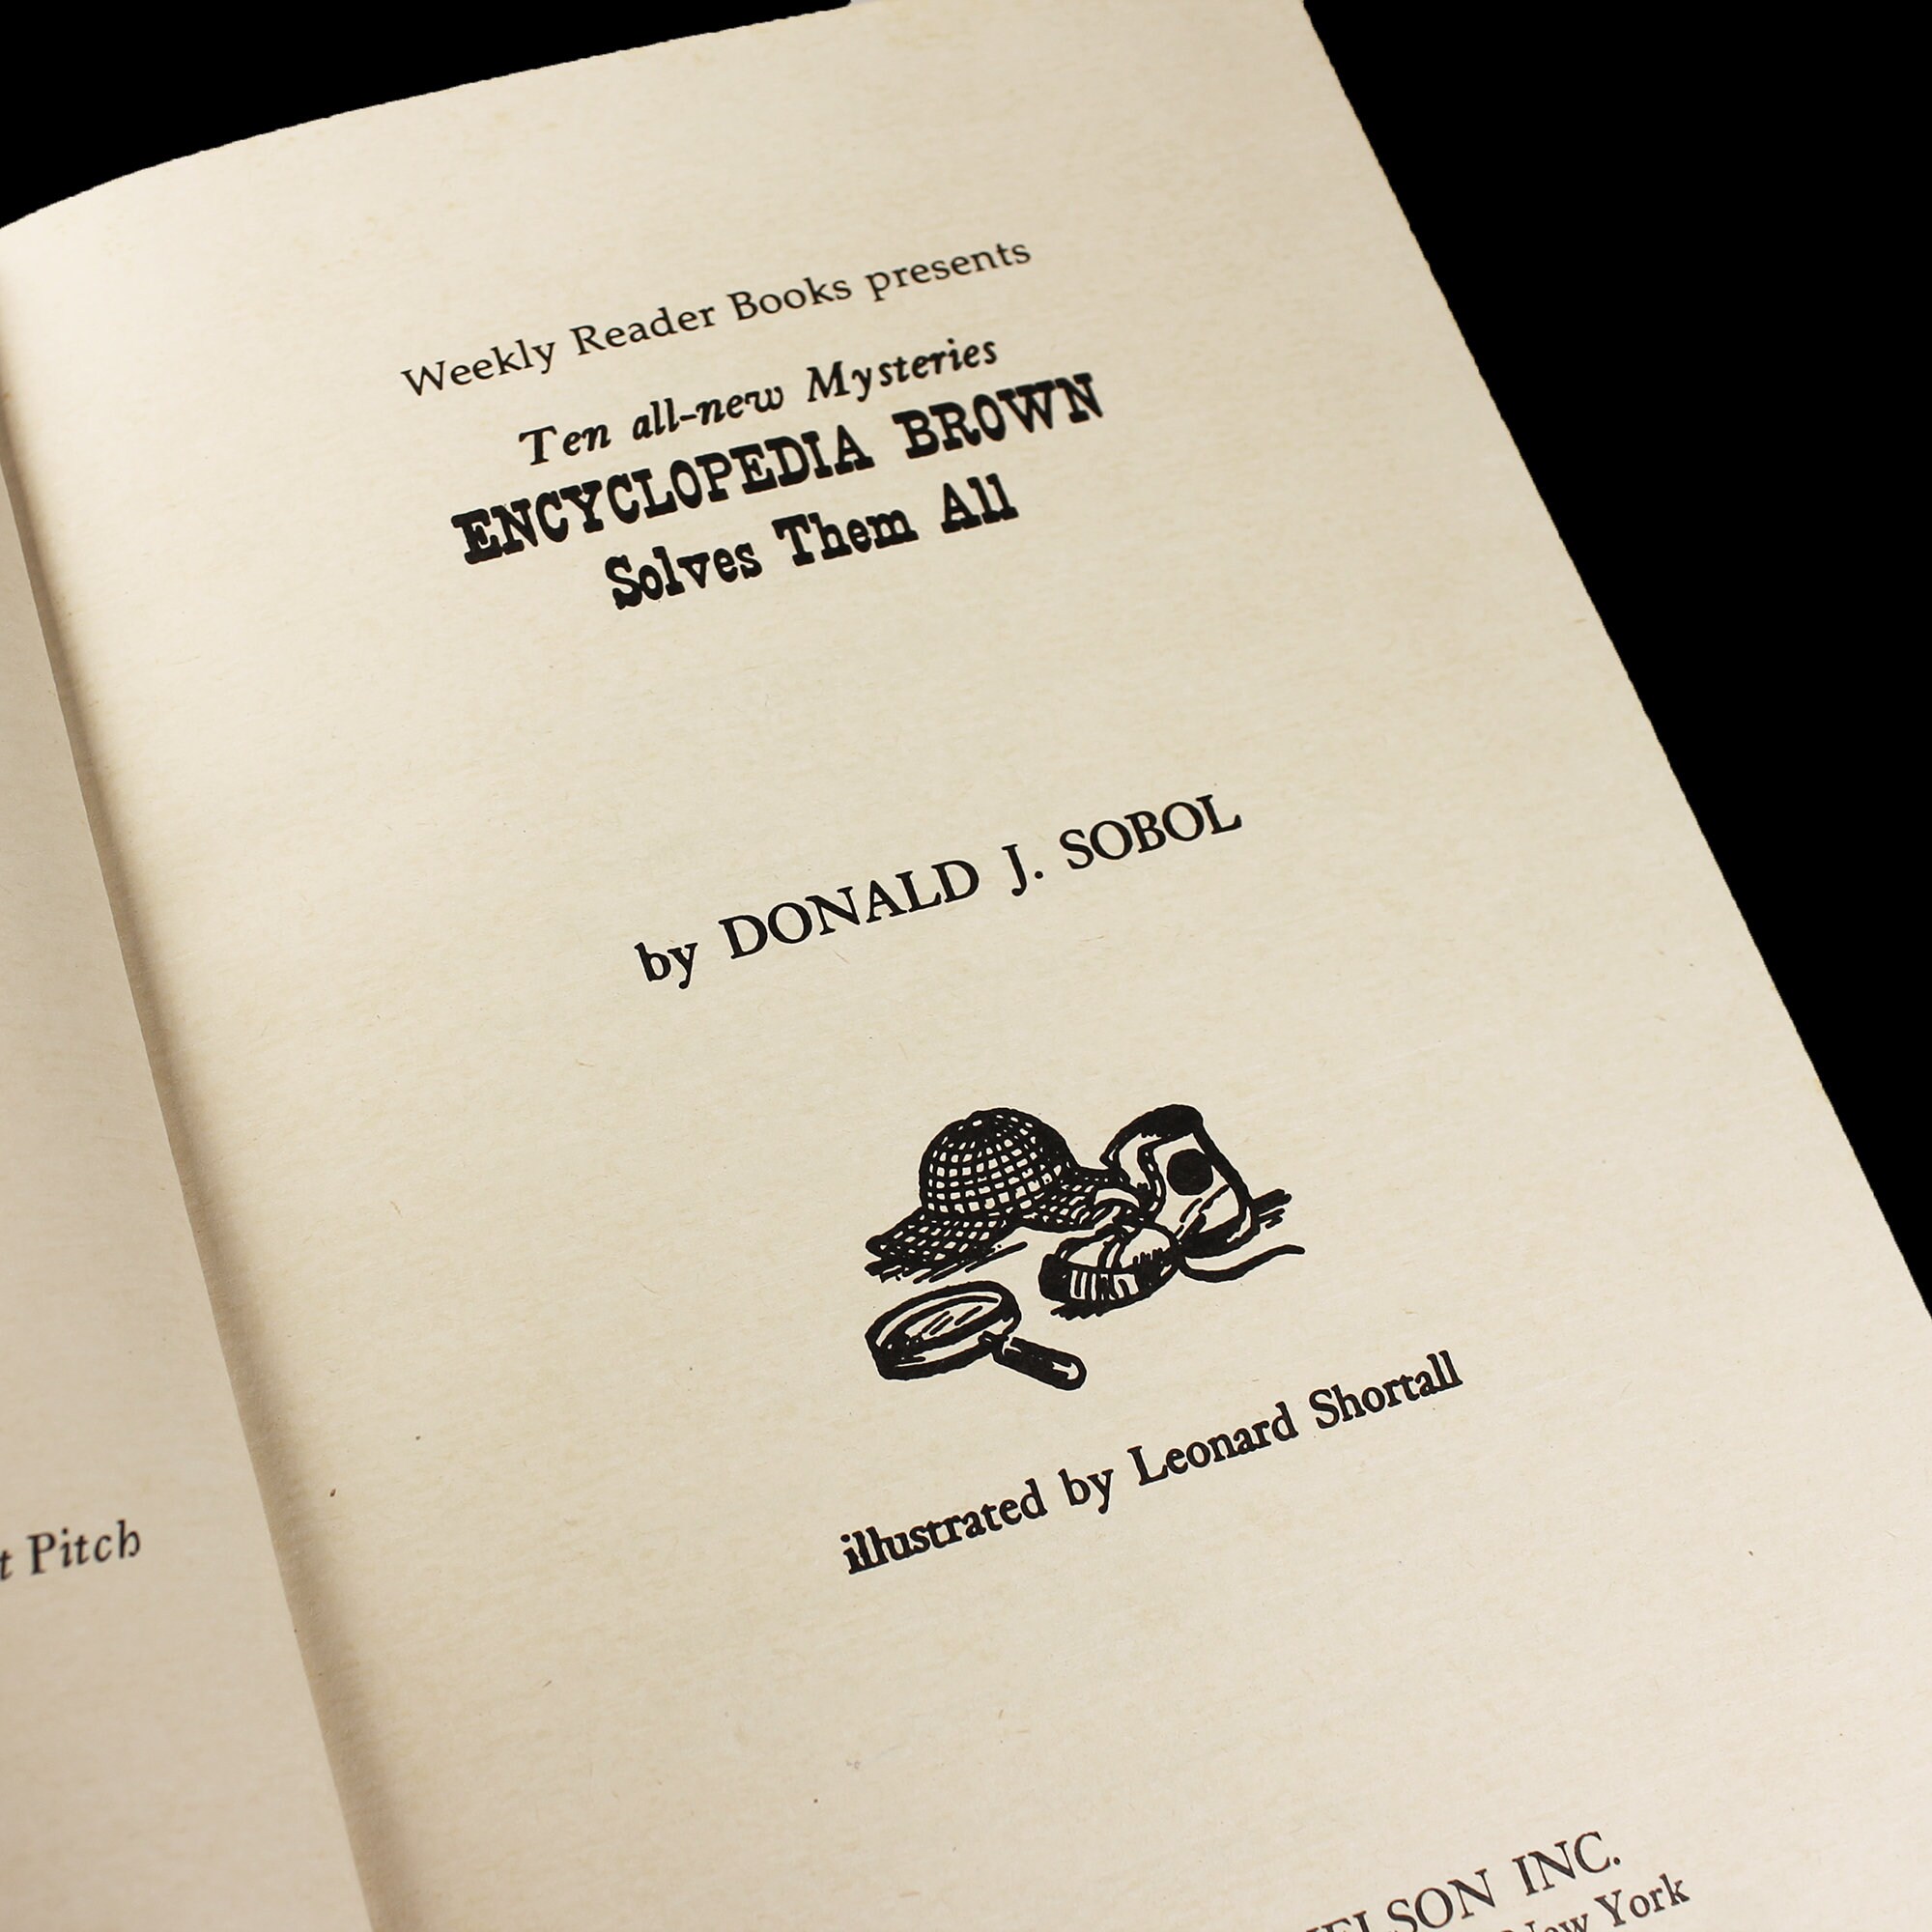 Weekly Reader Books presents
Ten all-new Mysteries
ENCYCLOPEDIA BROWN
Solves Them All
by DONALD J. SOBOL
illustrated by Leonard Shortall
Pitch
INC.
New York